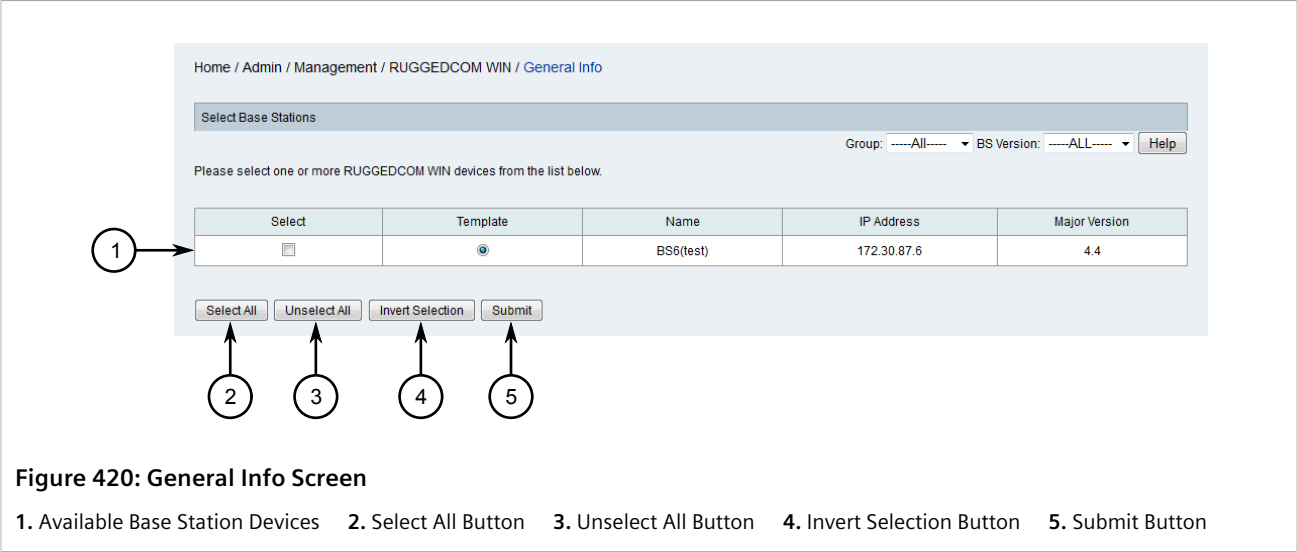 Home / Admin / Management / RUGGEDCOM WIN / General Info
Select Base Stations
Group: -----All----- BS Version: -----ALL----- Help
Please select one or more RUGGEDCOM WIN devices from the list below.
Select Template Name IP Address Major Version
1 BS6(test) 172.30.87.6 4.4
Select All Unselect All Invert Selection Submit
2 3 4 5
Figure 420: General Info Screen
1. Available Base Station Devices 2. Select All Button 3. Unselect All Button 4. Invert Selection Button 5. Submit Button